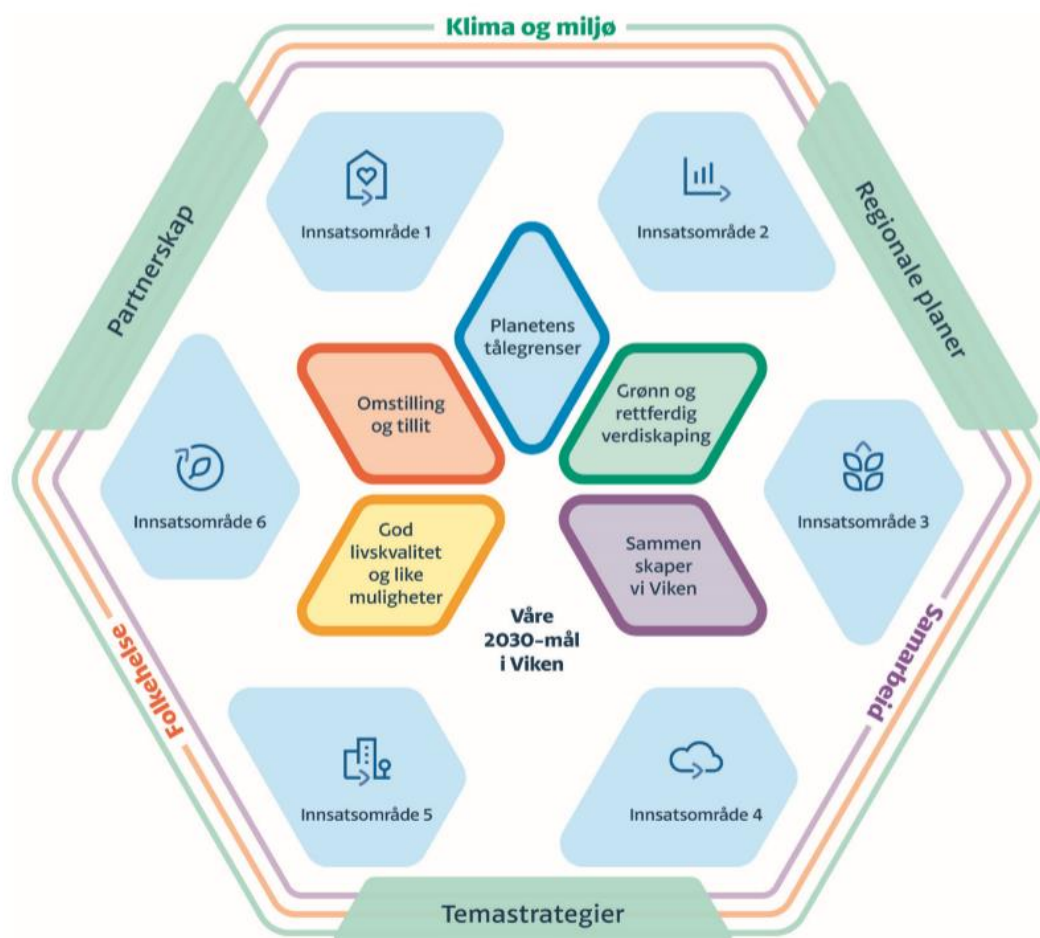 Klima og miljø
Partnerskap
Regionale planer
Innsatsområde 1
Innsatsområde 2
Planetens
tålegrenser
Omstilling
og tillit
Grønn og
rettferdig
verdiskaping
Innsatsområde 6
Innsatsområde 3
God
livskvalitet
og like
muligheter
Sammen
skaper
vi Viken
Våre
2030-mål
i Viken
Folkehelse
Samarbeid
Innsatsområde 5
Innsatsområde 4
Temastrategier